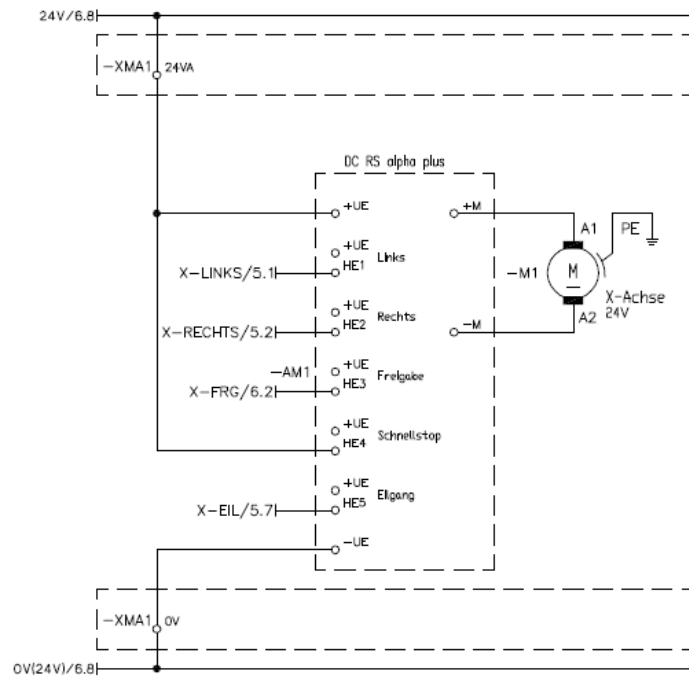 24V/6.8
-XMA1 24VA
DC RS alpha plus
+UE +M
A1 PE
+UE
HE1 Links
X-LINKS/5.1
-M1 M
X-Achse
24V
+UE
HE2 Rechts
X-RECHTS/5.2
-M
A2
-AM1 +UE
HE3 Freigabe
X-FRG/6.2
+UE
HE4 Schnellstop
+UE
HE5 Eilgang
X-EIL/5.7
-UE
-XMA1 0V
0V(24V)/6.8